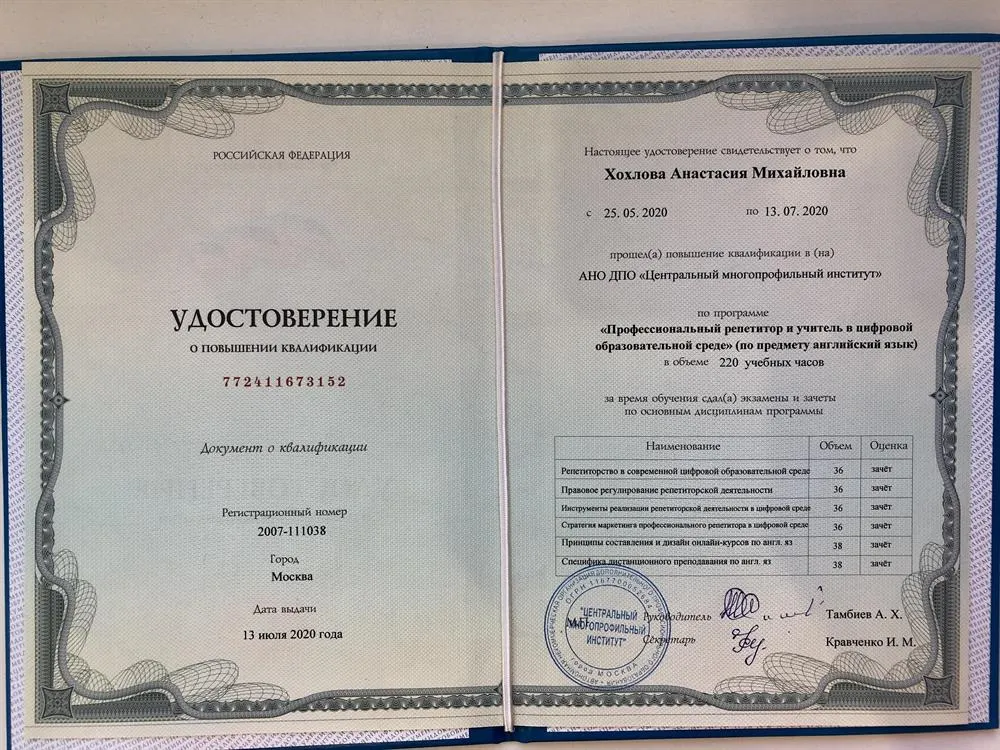 РОССИЙСКАЯ ФЕДЕРАЦИЯ
УДОСТОВЕРЕНИЕ
О ПОВЫШЕНИИ КВАЛИФИКАЦИИ
772411673152
Документ о квалификации
Регистрационный номер
2007-111038
Город
Москва
Дата выдачи
13 июля 2020 года
Настоящее удостоверение свидетельствует о том, что
Хохлова Анастасия Михайловна
с 25. 05. 2020 по 13. 07. 2020
прошел(а) повышение квалификации в (на)
АНО ДПО «Центральный многопрофильный институт»
по программе
«Профессиональный репетитор и учитель в цифровой
образовательной среде» (по предмету английский язык)
в объеме 220 учебных часов
за время обучения сдал(а) экзамены и зачеты
по основным дисциплинам программы
Наименование Объем Оценка
Репетиторство в современной цифровой образовательной среде 36 зачёт
Правовое регулирование репетиторской деятельности 36 зачёт
Инструменты реализации репетиторской деятельности в цифровой среде 36 зачёт
Стратегия маркетинга профессионального репетитора в цифровой среде 36 зачёт
Принципы составления и дизайн онлайн-курсов по англ. яз 38 зачёт
Специфика дистанционного преподавания по англ. яз 38 зачёт
М.П.
Руководитель Тамбиев А. Х.
Секретарь Кравченко И. М.
"ЦЕНТРАЛЬНЫЙ
МНОГОПРОФИЛЬНЫЙ
ИНСТИТУТ"
город МОСКВА